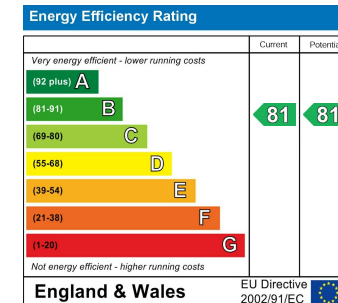 Energy Efficiency Rating
Current Potentia
Very energy efficient - lower running costs
(92 plus) A
(81-91) B
81 81
(69-80) C
(55-68) D
(39-54) E
(21-38) F
(1-20) G
Not energy efficient - higher running costs
England & Wales
EU Directive
2002/91/EC